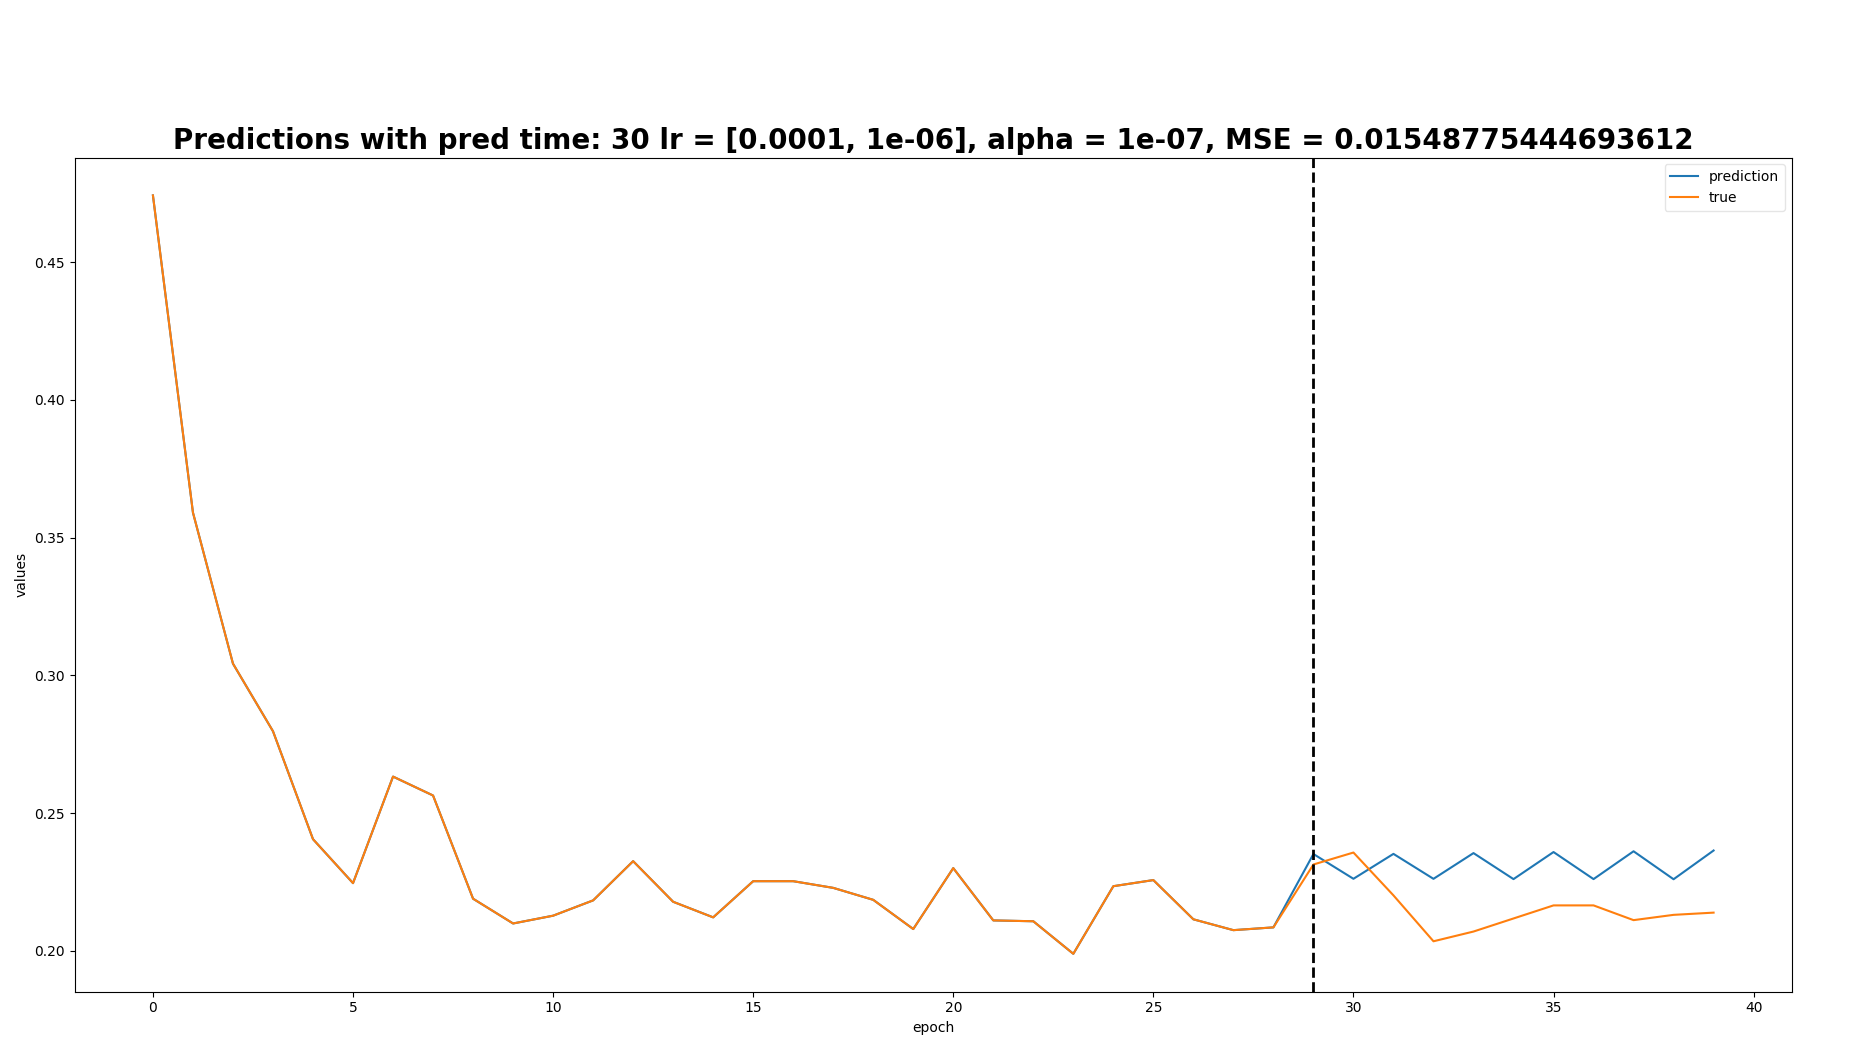 Predictions with pred time: 30 lr = [0.0001, 1e-06], alpha = 1e-07, MSE = 0.01548775444693612
prediction
true
0.45
0.40
0.35
0.30
0.25
0.20
values
0 5 10 15 20 25 30 35 40
epoch